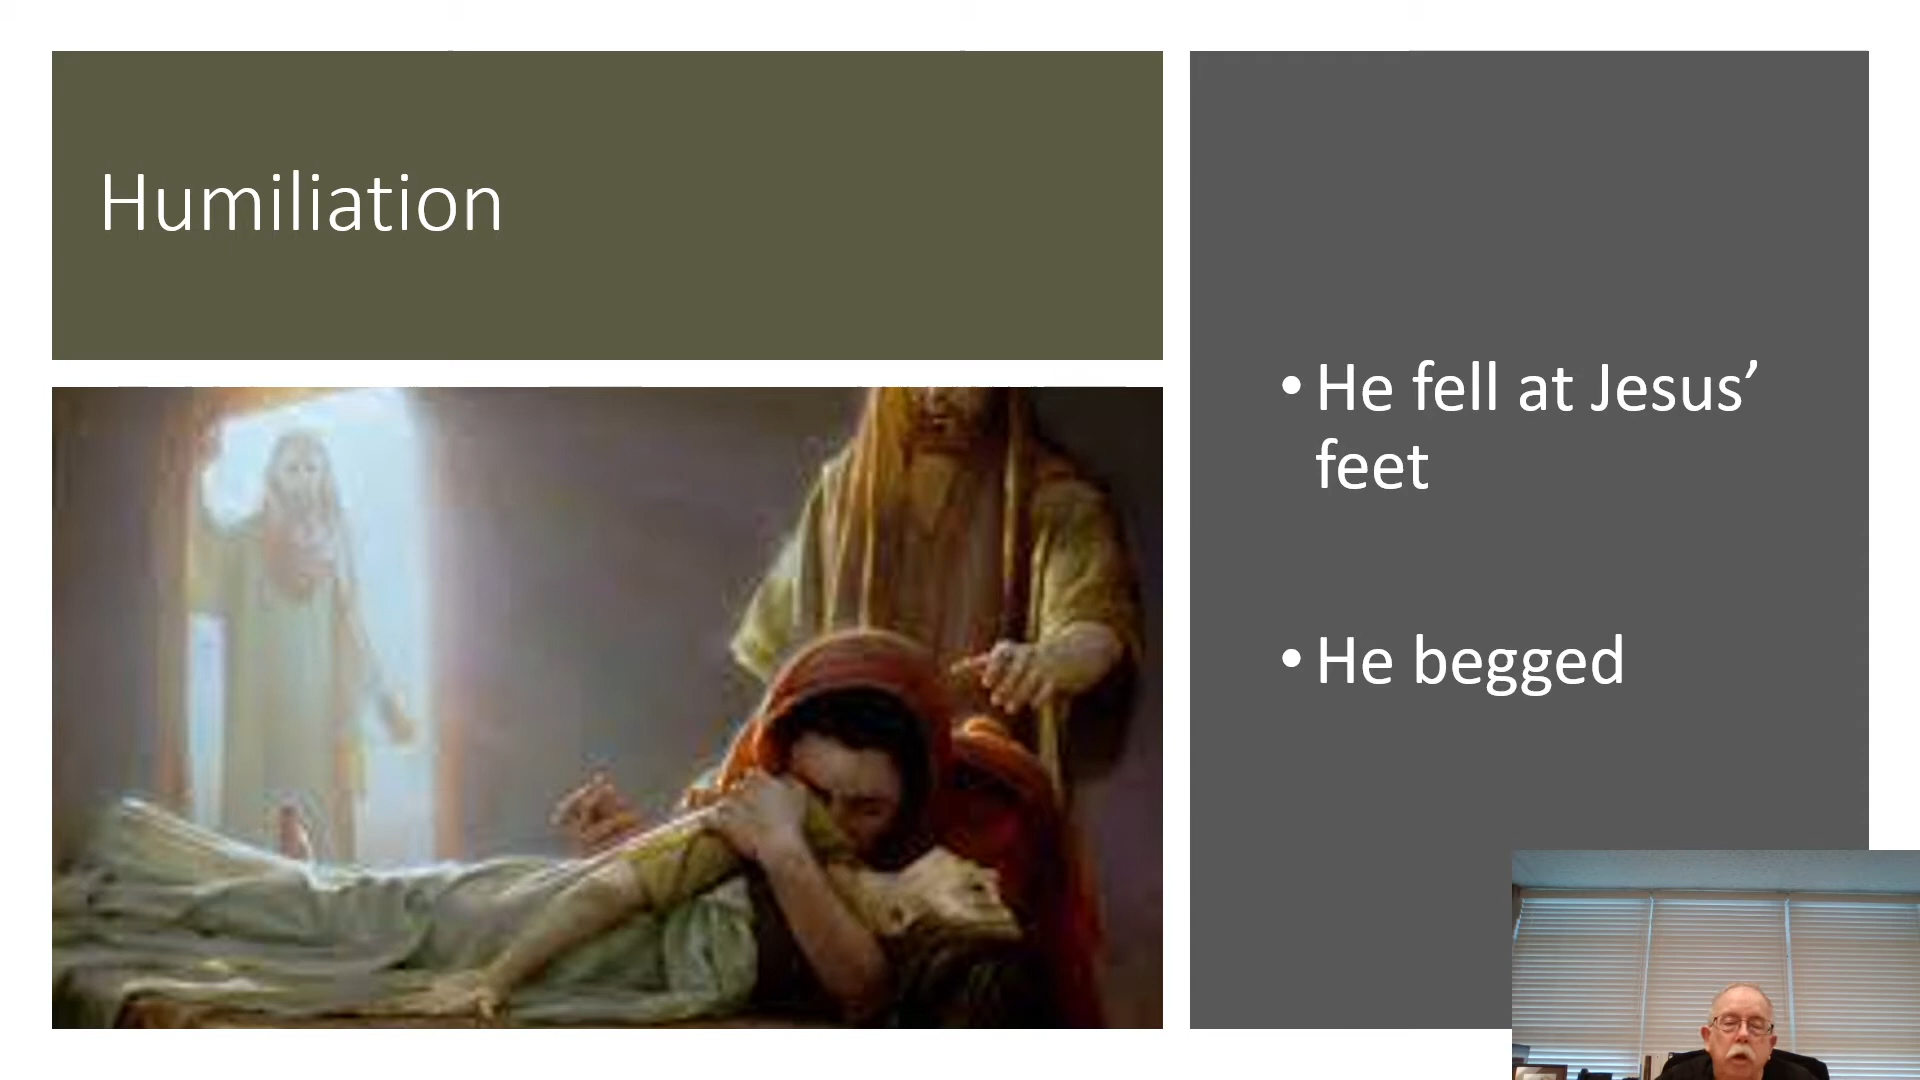 Humiliation
• He fell at Jesus’
feet
• He begged